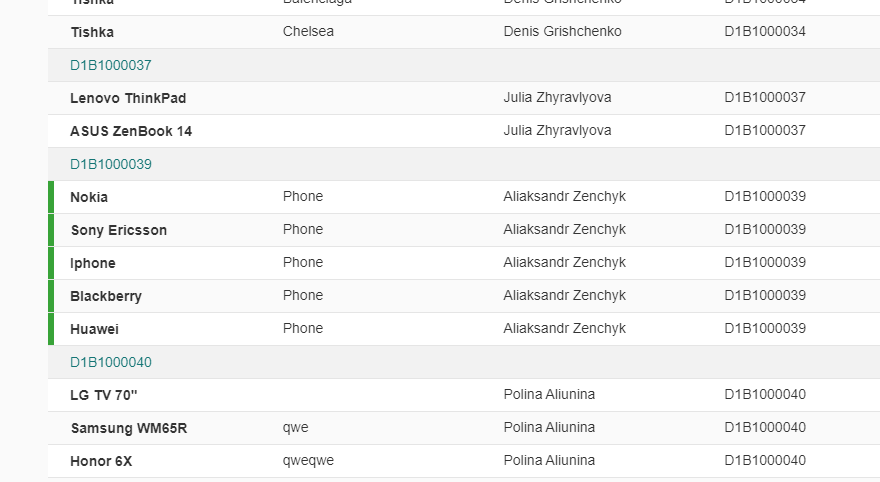 Tishka Balenciaga Denis Grishchenko D1B1000034
Tishka Chelsea Denis Grishchenko D1B1000034
D1B1000037
Lenovo ThinkPad Julia Zhyravlyova D1B1000037
ASUS ZenBook 14 Julia Zhyravlyova D1B1000037
D1B1000039
Nokia Phone Aliaksandr Zenchyk D1B1000039
Sony Ericsson Phone Aliaksandr Zenchyk D1B1000039
Iphone Phone Aliaksandr Zenchyk D1B1000039
Blackberry Phone Aliaksandr Zenchyk D1B1000039
Huawei Phone Aliaksandr Zenchyk D1B1000039
D1B1000040
LG TV 70" Polina Aliunina D1B1000040
Samsung WM65R qwe Polina Aliunina D1B1000040
Honor 6X qweqwe Polina Aliunina D1B1000040